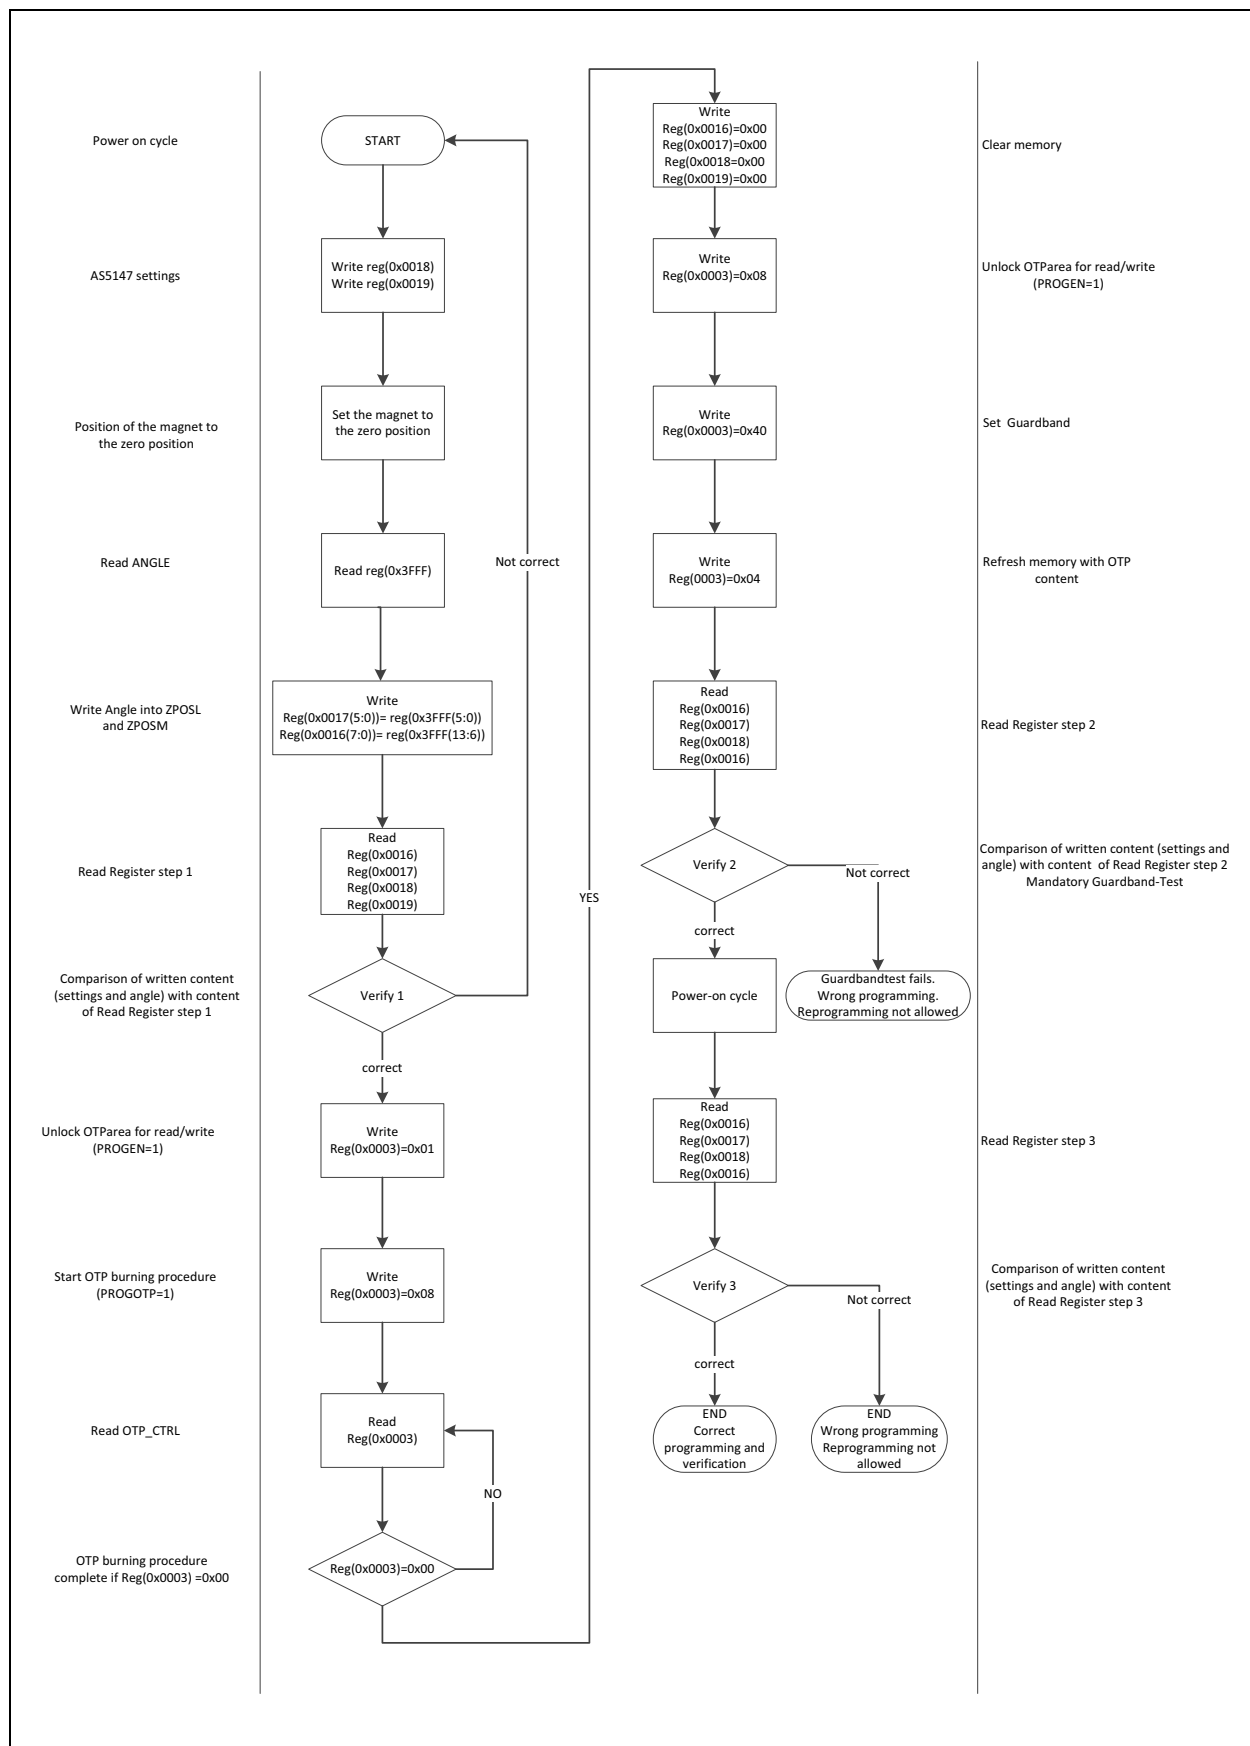 Power on cycle
START
AS5147 settings
Write reg(0x0018)
Write reg(0x0019)
Position of the magnet to
the zero position
Set the magnet to
the zero position
Read ANGLE
Read reg(0x3FFF)
Not correct
Write Angle into ZPOSL
and ZPOSM
Write
Reg(0x0017(5:0))= reg(0x3FFF(5:0))
Reg(0x0016(7:0))= reg(0x3FFF(13:6))
Read Register step 1
Read
Reg(0x0016)
Reg(0x0017)
Reg(0x0018)
Reg(0x0019)
Comparison of written content
(settings and angle) with content
of Read Register step 1
Verify 1
correct
Unlock OTParea for read/write
(PROGEN=1)
Write
Reg(0x0003)=0x01
Start OTP burning procedure
(PROGOTP=1)
Write
Reg(0x0003)=0x08
Read OTP_CTRL
Read
Reg(0x0003)
NO
OTP burning procedure
complete if Reg(0x0003) =0x00
Reg(0x0003)=0x00
YES
Write
Reg(0x0016)=0x00
Reg(0x0017)=0x00
Reg(0x0018=0x00
Reg(0x0019)=0x00
Clear memory
Write
Reg(0x0003)=0x08
Unlock OTParea for read/write
(PROGEN=1)
Write
Reg(0x0003)=0x40
Set Guardband
Write
Reg(0003)=0x04
Refresh memory with OTP
content
Read
Reg(0x0016)
Reg(0x0017)
Reg(0x0018)
Reg(0x0016)
Read Register step 2
Verify 2
Not correct
Comparison of written content (settings and
angle) with content of Read Register step 2
Mandatory Guardband-Test
correct
Power-on cycle
Guardbandtest fails.
Wrong programming.
Reprogramming not allowed
Read
Reg(0x0016)
Reg(0x0017)
Reg(0x0018)
Reg(0x0016)
Read Register step 3
Verify 3
Not correct
Comparison of written content
(settings and angle) with content
of Read Register step 3
correct
END
Correct
programming and
verification
END
Wrong programming
Reprogramming not
allowed